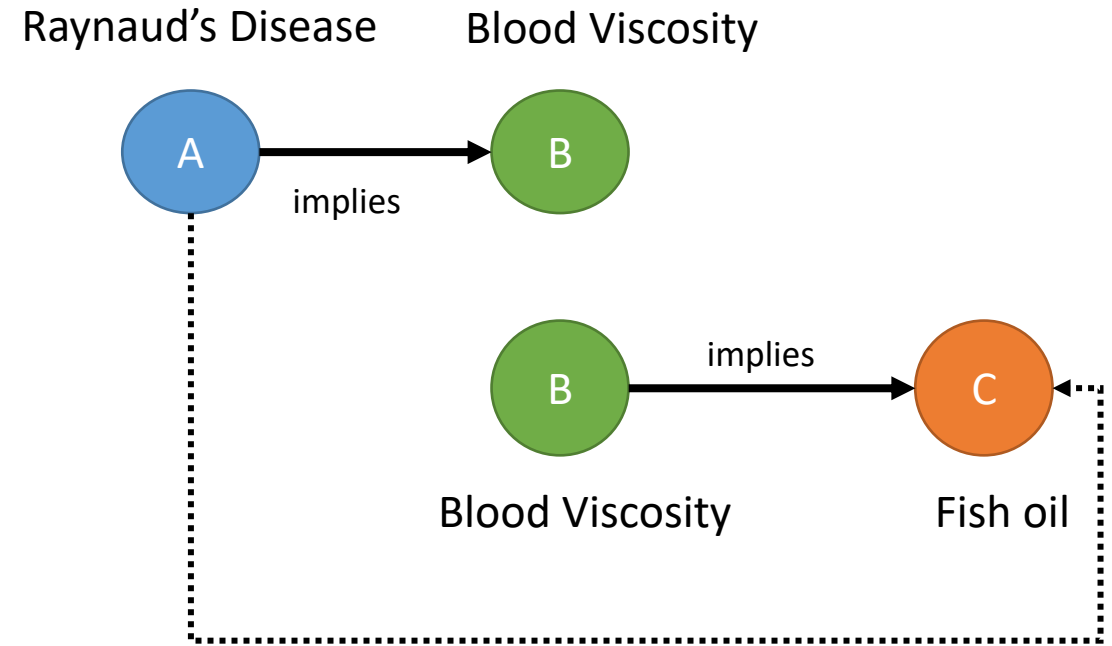 Raynaud's Disease
Blood Viscosity
A
B
implies
implies
B
C
Blood Viscosity
Fish oil